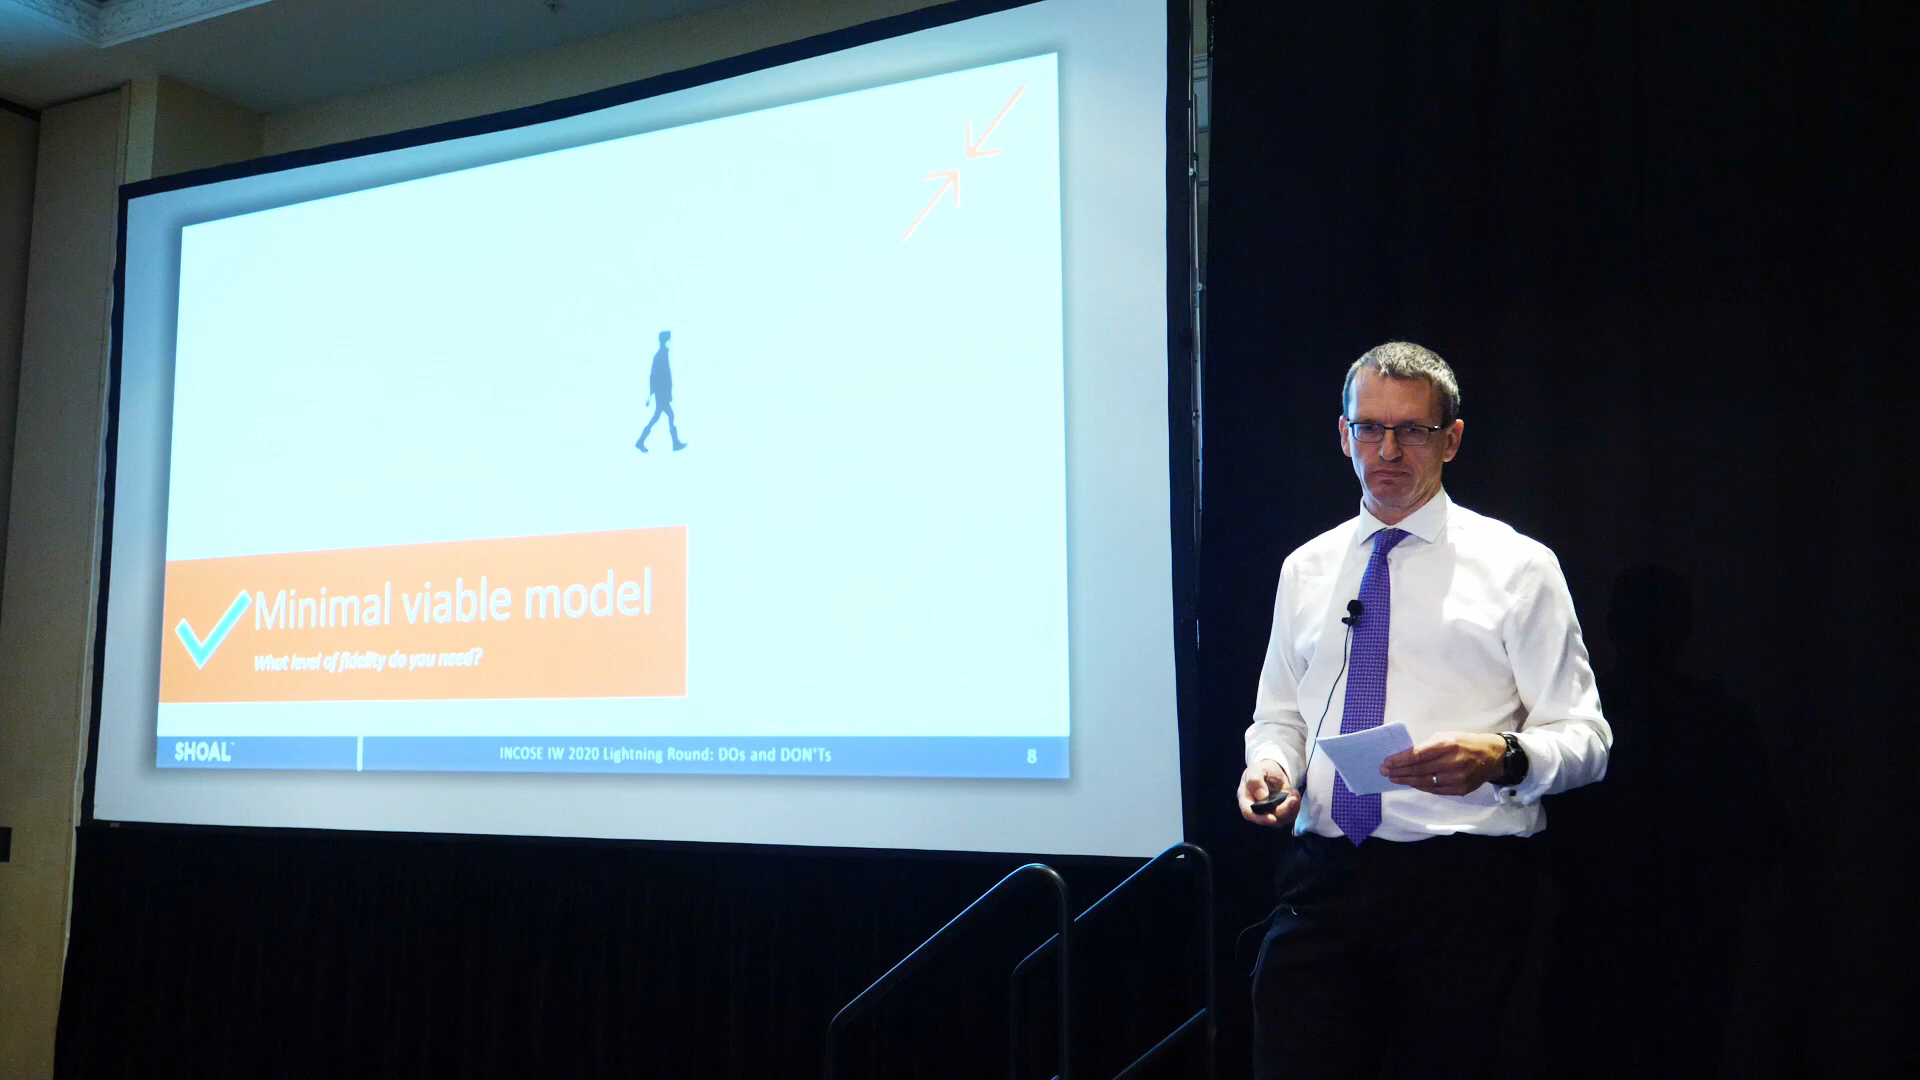 Minimal viable model
What level of fidelity do you need?
SHOAL
INCOSE IW 2020 Lightning Round: DOs and DON'Ts
8